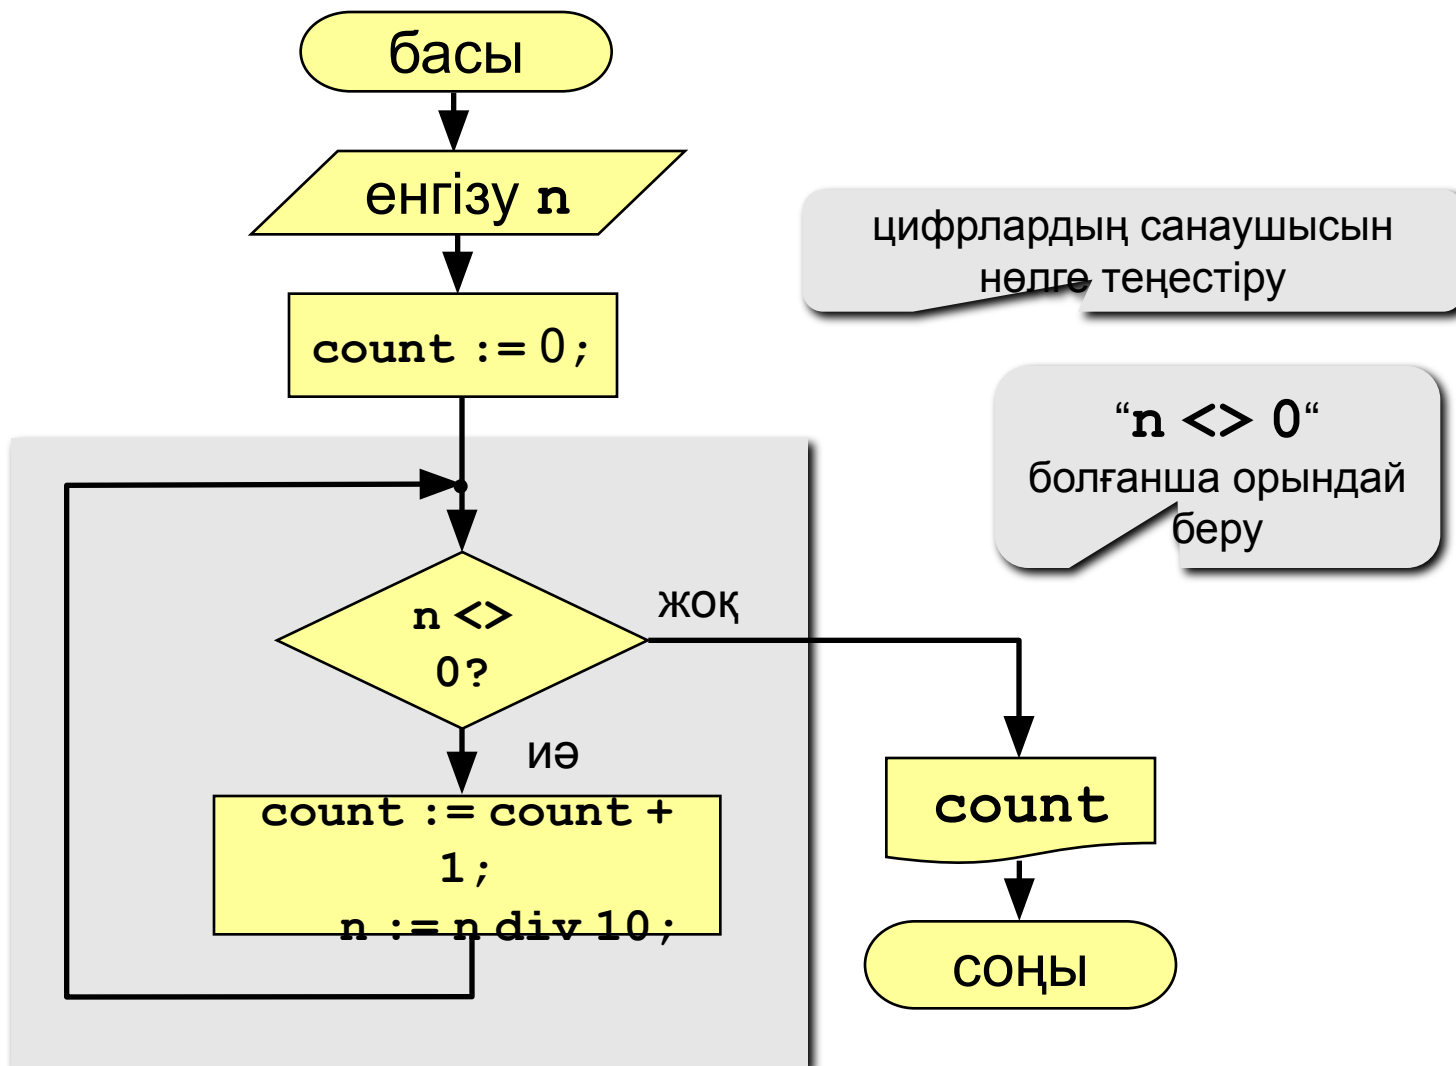 басы
енгізу n
count := 0;
цифрлардың санаушысын
нөлге теңестіру
“n <> 0“
болғанша орындай
беру
n <>
0?
жоқ
иә
count := count +
1;
n := n div 10;
count
соңы